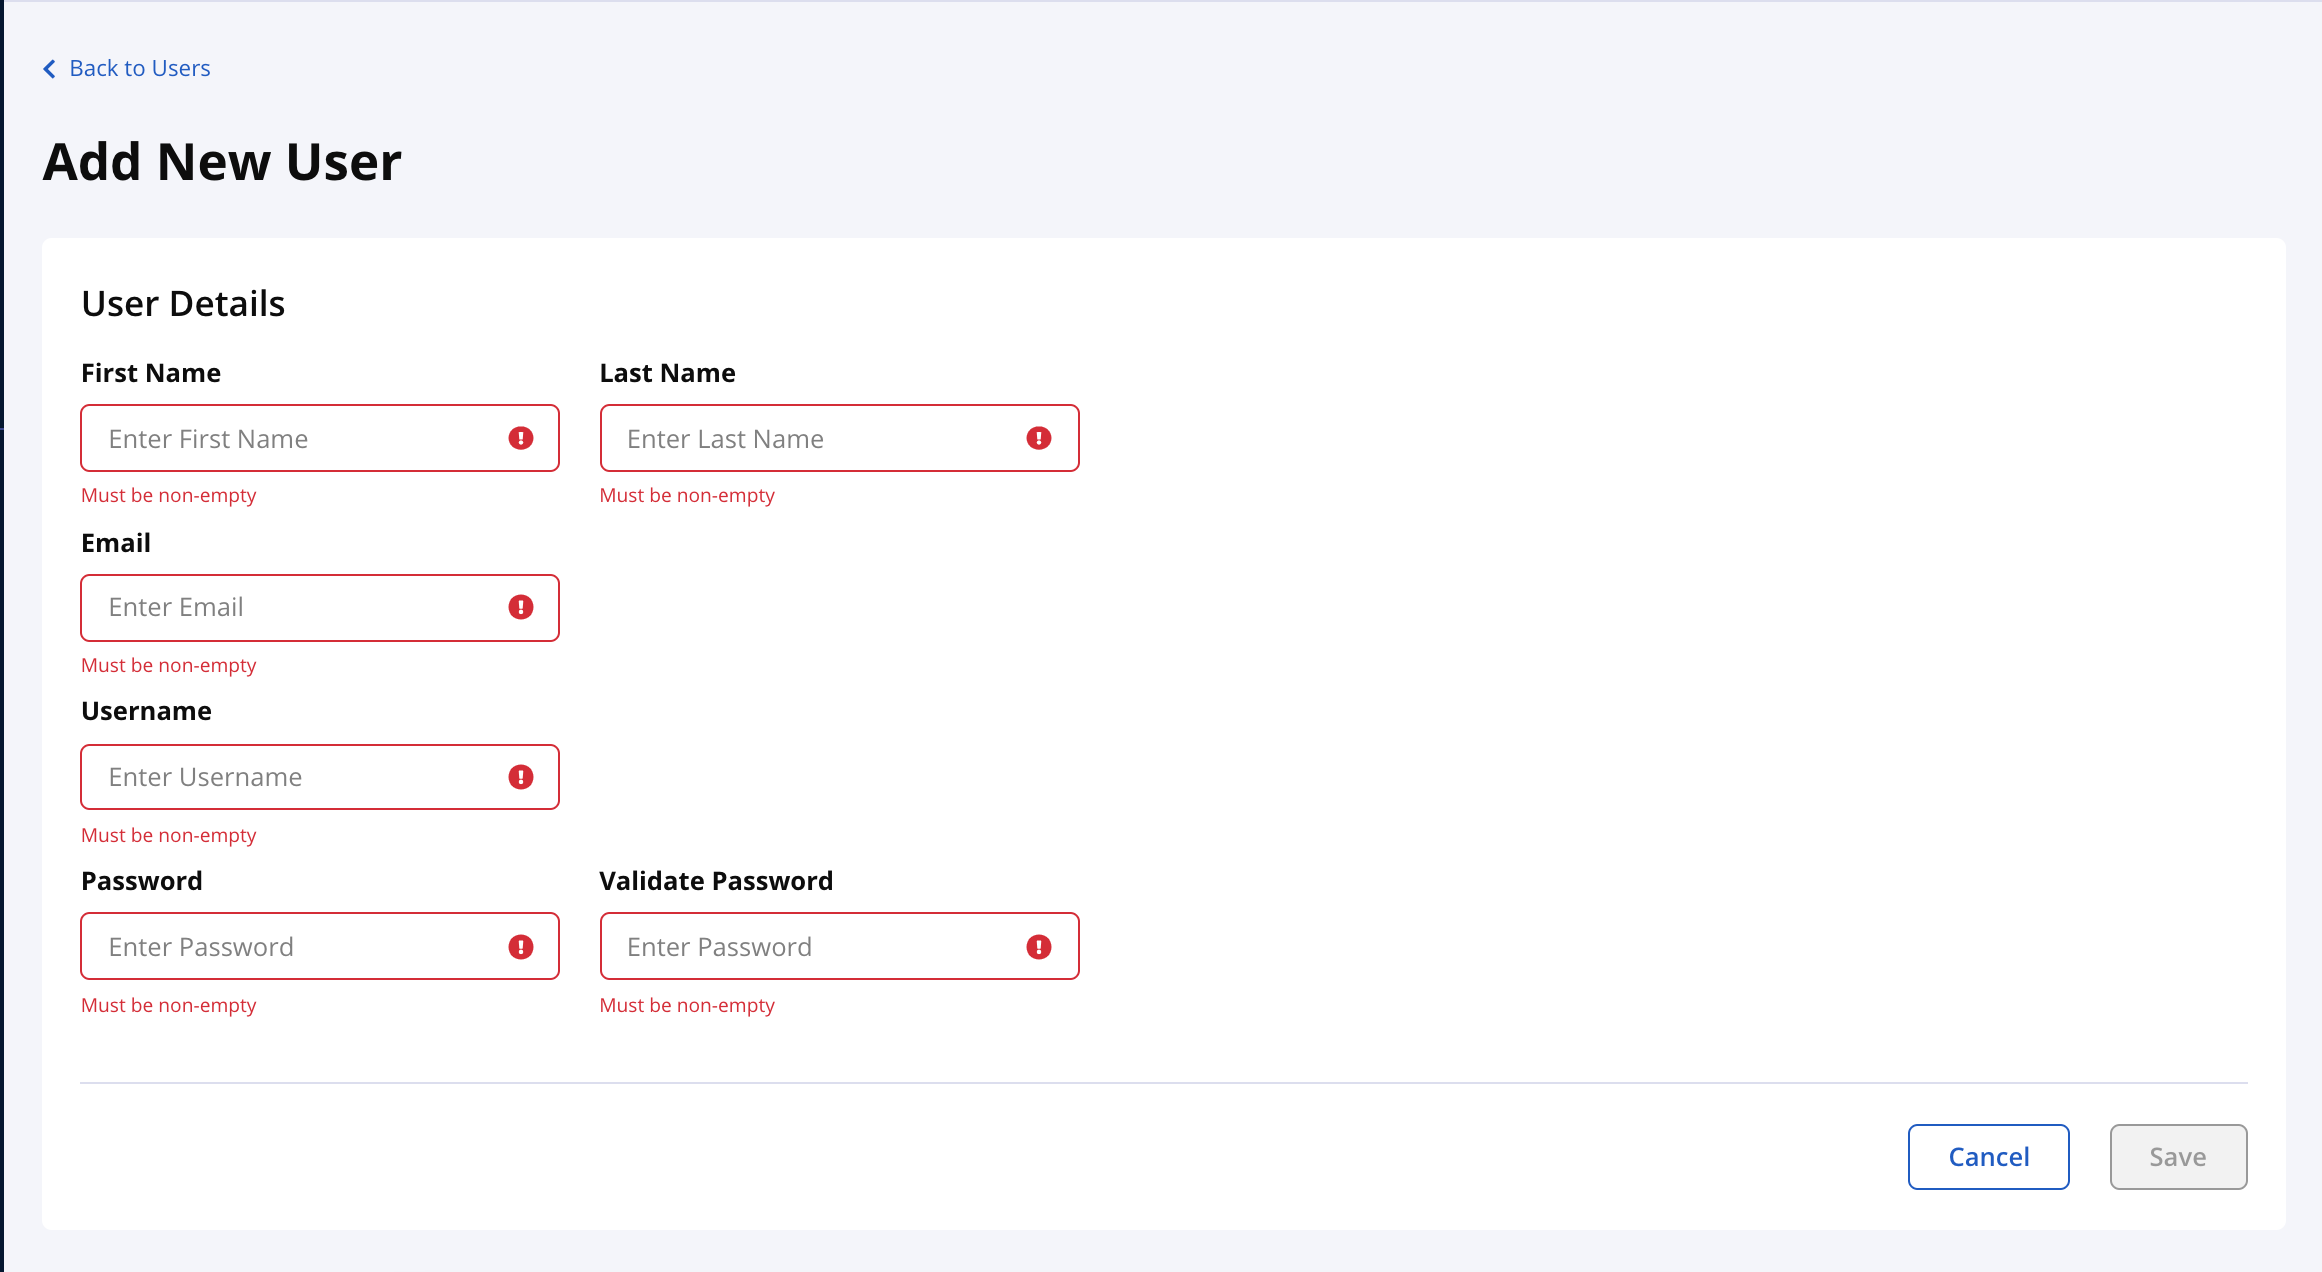 Back to Users
Add New User
User Details
First Name
Last Name
Enter First Name
Enter Last Name
Must be non-empty
Must be non-empty
Email
Enter Email
Must be non-empty
Username
Enter Username
Must be non-empty
Password
Validate Password
Enter Password
Enter Password
Must be non-empty
Must be non-empty
Cancel
Save